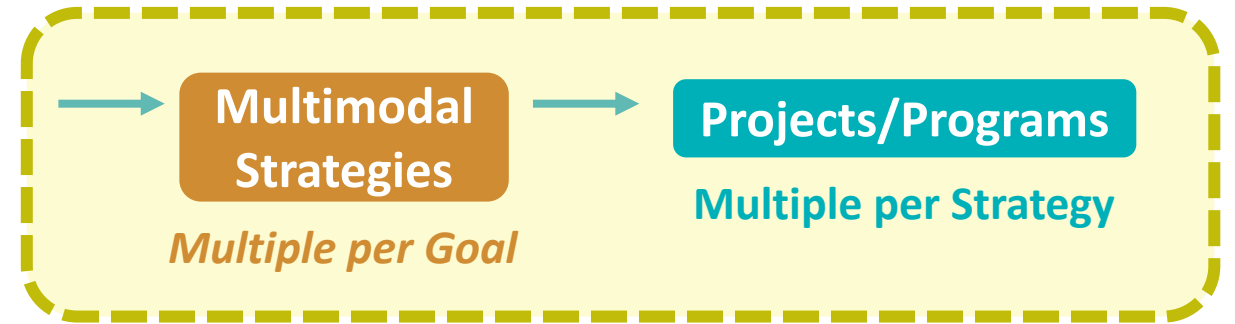 Multimodal
Strategies
Multiple per Goal
Projects/Programs
Multiple per Strategy